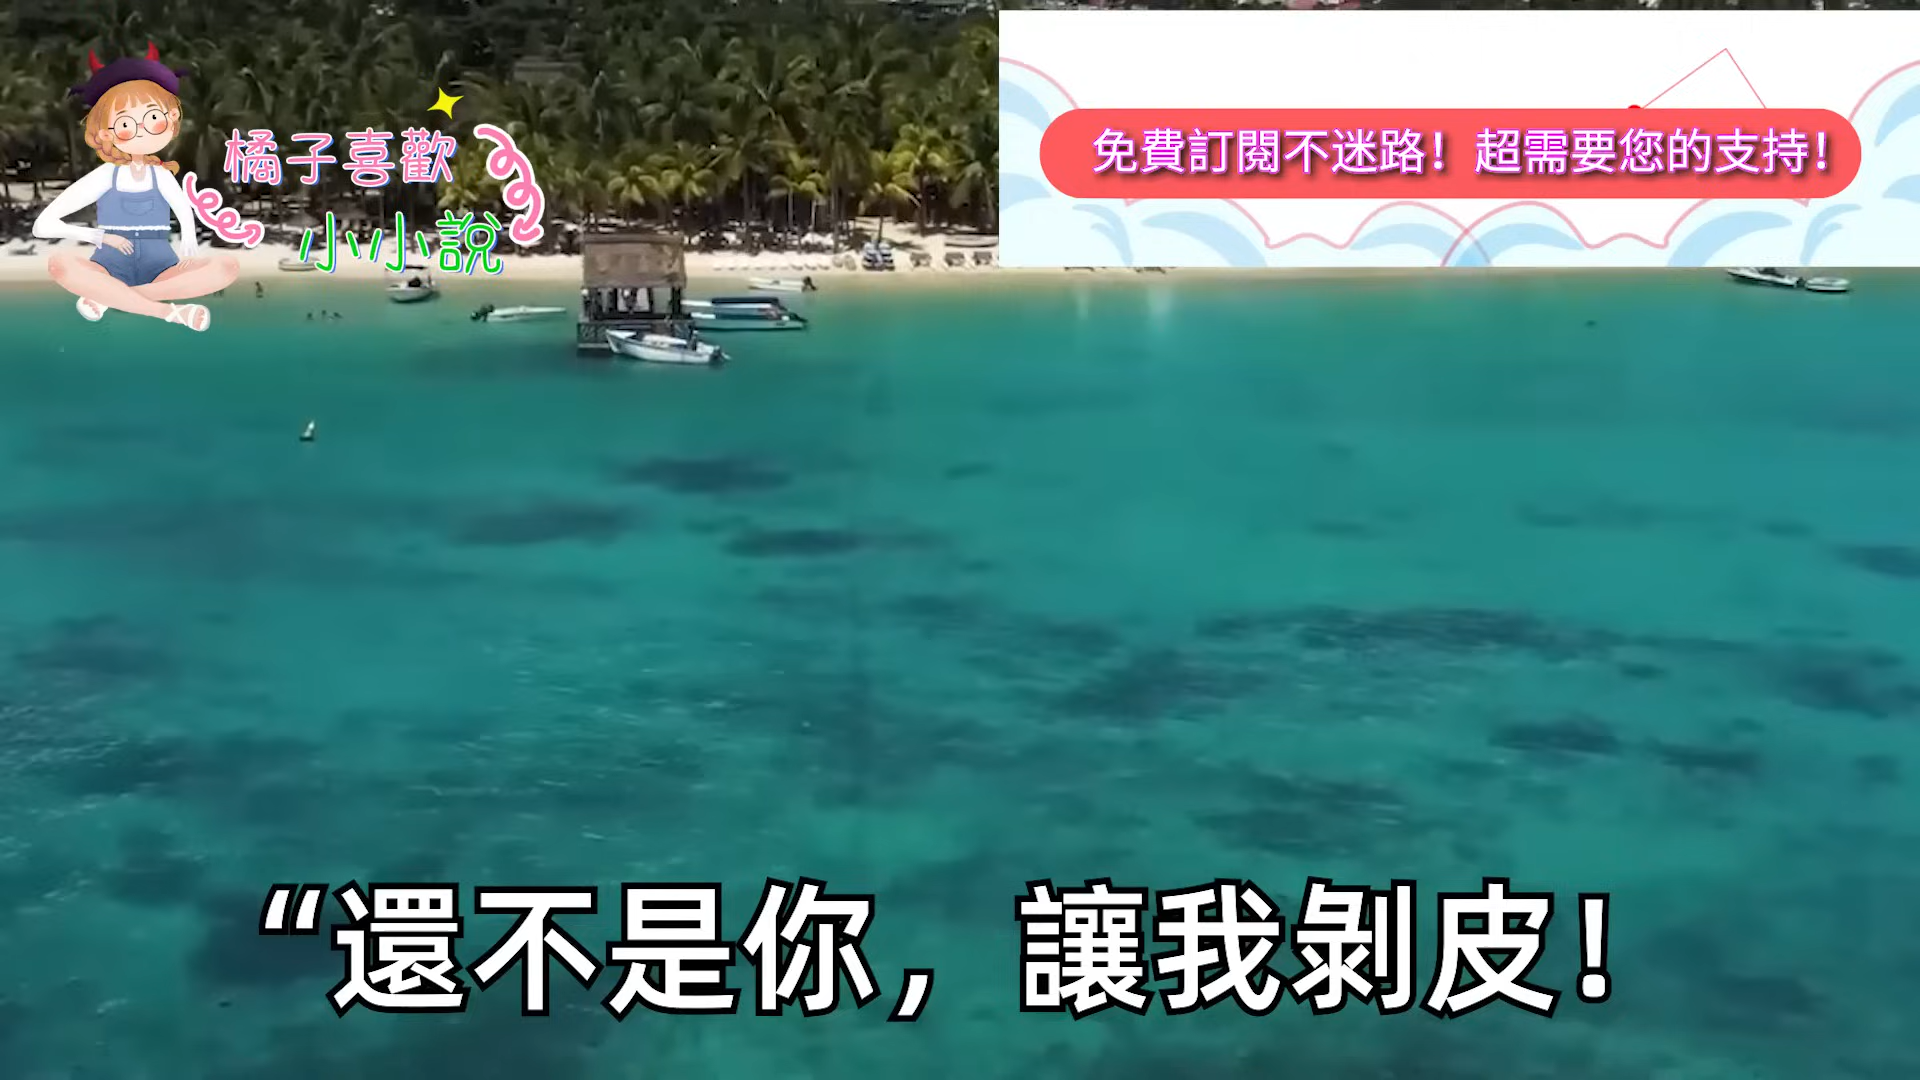 橘子喜歡
小小說
免費訂閱不迷路！超需要您的支持！
“還不是你，讓我剝皮！